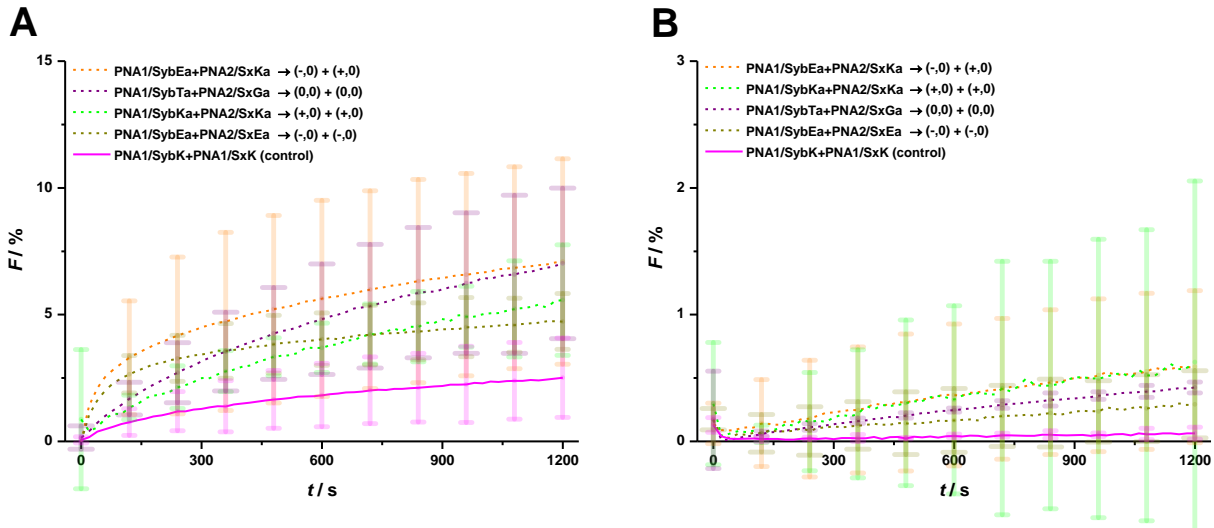 A
15
10
5
0
F / %
0 300 600 900 1200
t / s
PNA1/SybEa+PNA2/SxKa → (-,0) + (+,0)
PNA1/SybTa+PNA2/SxGa → (0,0) + (0,0)
PNA1/SybKa+PNA2/SxKa → (+,0) + (+,0)
PNA1/SybEa+PNA2/SxEa → (-,0) + (-,0)
PNA1/SybK+PNA1/SxK (control)
B
3
2
1
0
F / %
0 300 600 900 1200
t / s
PNA1/SybEa+PNA2/SxKa → (-,0) + (+,0)
PNA1/SybKa+PNA2/SxKa → (+,0) + (+,0)
PNA1/SybTa+PNA2/SxGa → (0,0) + (0,0)
PNA1/SybEa+PNA2/SxEa → (-,0) + (-,0)
PNA1/SybK+PNA1/SxK (control)